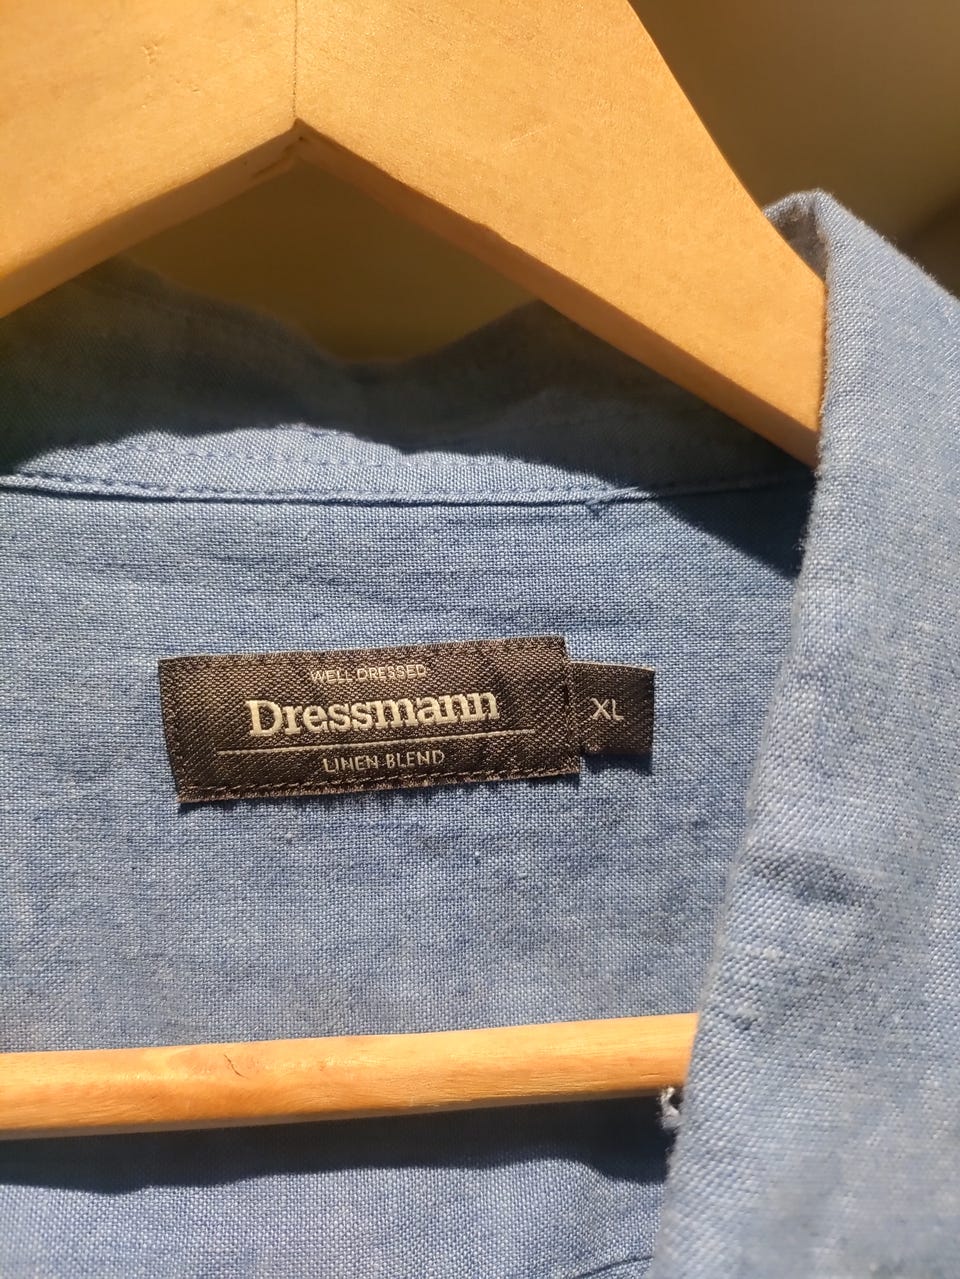 WELL DRESSED
Dressmann
LINEN BLEND
XL